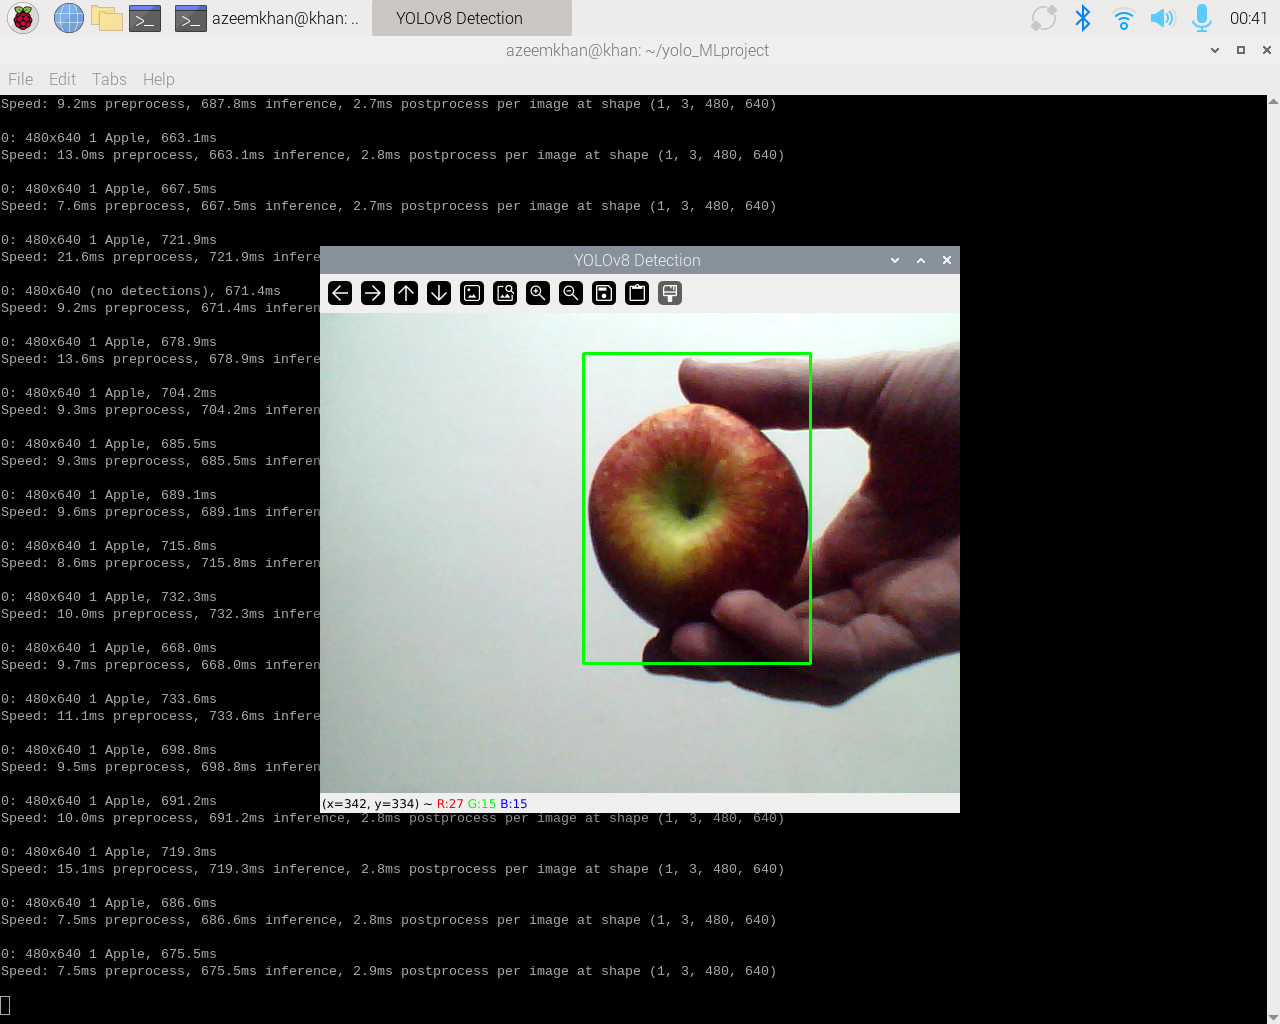 azeemkhan@khan: ..
YOLOv8 Detection
00:41
azeemkhan@khan: ~/yolo_MLproject
File Edit Tabs Help
Speed: 9.2ms preprocess, 687.8ms inference, 2.7ms postprocess per image at shape (1, 3, 480, 640)
0: 480x640 1 Apple, 663.1ms
Speed: 13.0ms preprocess, 663.1ms inference, 2.8ms postprocess per image at shape (1, 3, 480, 640)
0: 480x640 1 Apple, 667.5ms
Speed: 7.6ms preprocess, 667.5ms inference, 2.7ms postprocess per image at shape (1, 3, 480, 640)
0: 480x640 1 Apple, 721.9ms
Speed: 21.6ms preprocess, 721.9ms infere
0: 480x640 (no detections), 671.4ms
Speed: 9.2ms preprocess, 671.4ms inferen
0: 480x640 1 Apple, 678.9ms
Speed: 13.6ms preprocess, 678.9ms infere
0: 480x640 1 Apple, 704.2ms
Speed: 9.3ms preprocess, 704.2ms inferen
0: 480x640 1 Apple, 685.5ms
Speed: 9.3ms preprocess, 685.5ms inferen
0: 480x640 1 Apple, 689.1ms
Speed: 9.6ms preprocess, 689.1ms inferen
0: 480x640 1 Apple, 715.8ms
Speed: 8.6ms preprocess, 715.8ms inferen
0: 480x640 1 Apple, 732.3ms
Speed: 10.0ms preprocess, 732.3ms infere
0: 480x640 1 Apple, 668.0ms
Speed: 9.7ms preprocess, 668.0ms inferen
0: 480x640 1 Apple, 733.6ms
Speed: 11.1ms preprocess, 733.6ms infere
0: 480x640 1 Apple, 698.8ms
Speed: 9.5ms preprocess, 698.8ms inferen
0: 480x640 1 Apple, 691.2ms
Speed: 10.0ms preprocess, 691.2ms inference, 2.8ms postprocess per image at shape (1, 3, 480, 640)
0: 480x640 1 Apple, 719.3ms
Speed: 15.1ms preprocess, 719.3ms inference, 2.8ms postprocess per image at shape (1, 3, 480, 640)
0: 480x640 1 Apple, 686.6ms
Speed: 7.5ms preprocess, 686.6ms inference, 2.8ms postprocess per image at shape (1, 3, 480, 640)
0: 480x640 1 Apple, 675.5ms
Speed: 7.5ms preprocess, 675.5ms inference, 2.9ms postprocess per image at shape (1, 3, 480, 640)
YOLOv8 Detection
(x=342, y=334) ~ R:27 G:15 B:15